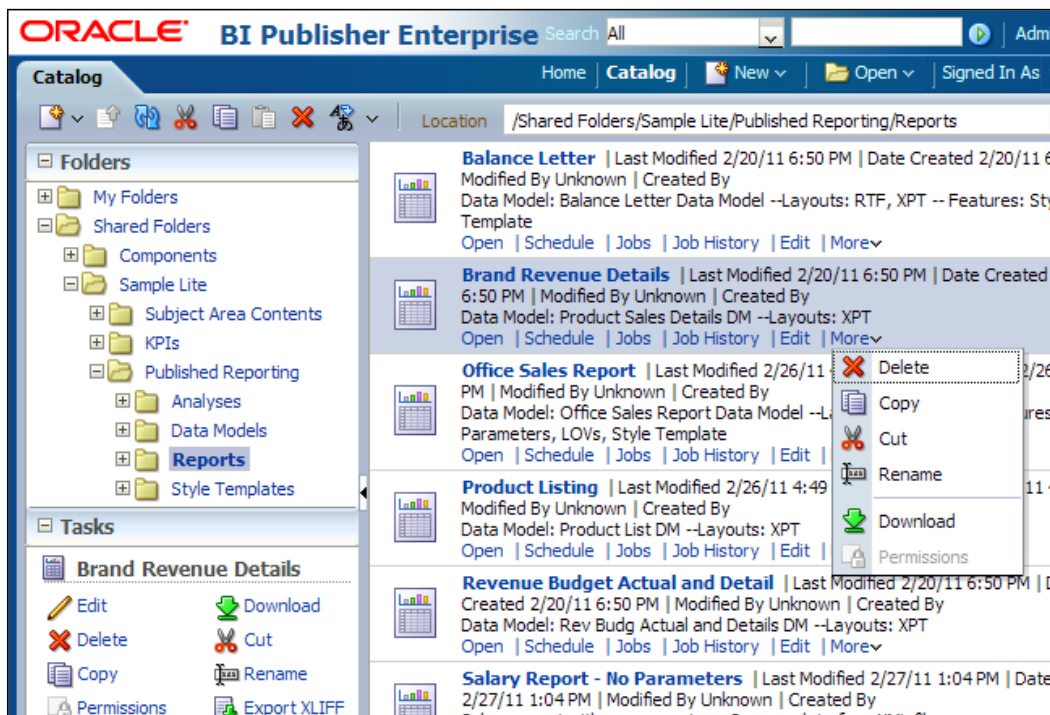 ORACLE BI Publisher Enterprise Search All Adm
Catalog Home Catalog New Open Signed In As
Location /Shared Folders/Sample Lite/Published Reporting/Reports
Folders
My Folders
Shared Folders
Components
Sample Lite
Subject Area Contents
KPIs
Published Reporting
Analyses
Data Models
Reports
Style Templates
Tasks
Brand Revenue Details
Edit Download
Delete Cut
Copy Rename
Permissions Export XLIFF
Balance Letter | Last Modified 2/20/11 6:50 PM | Date Created 2/20/11 6
Modified By Unknown | Created By
Data Model: Balance Letter Data Model --Layouts: RTF, XPT -- Features: Sty
Template
Open | Schedule | Jobs | Job History | Edit | More
Brand Revenue Details | Last Modified 2/20/11 6:50 PM | Date Created
6:50 PM | Modified By Unknown | Created By
Data Model: Product Sales Details DM --Layouts: XPT
Open | Schedule | Jobs | Job History | Edit | More
Delete
Copy
Cut
Rename
Download
Permissions
Office Sales Report | Last Modified 2/26/11 2/26
PM | Modified By Unknown | Created By
Data Model: Office Sales Report Data Model --La ures
Parameters, LOVs, Style Template
Open | Schedule | Jobs | Job History | Edit |
Product Listing | Last Modified 2/26/11 4:49 11
Modified By Unknown | Created By
Data Model: Product List DM --Layouts: XPT
Open | Schedule | Jobs | Job History | Edit |
Revenue Budget Actual and Detail | Last Modified 2/20/11 6:50 PM | D
Created 2/20/11 6:50 PM | Modified By Unknown | Created By
Data Model: Rev Budg Actual and Details DM --Layouts: XPT
Open | Schedule | Jobs | Job History | Edit | More
Salary Report - No Parameters | Last Modified 2/27/11 1:04 PM | Date
2/27/11 1:04 PM | Modified By Unknown | Created By